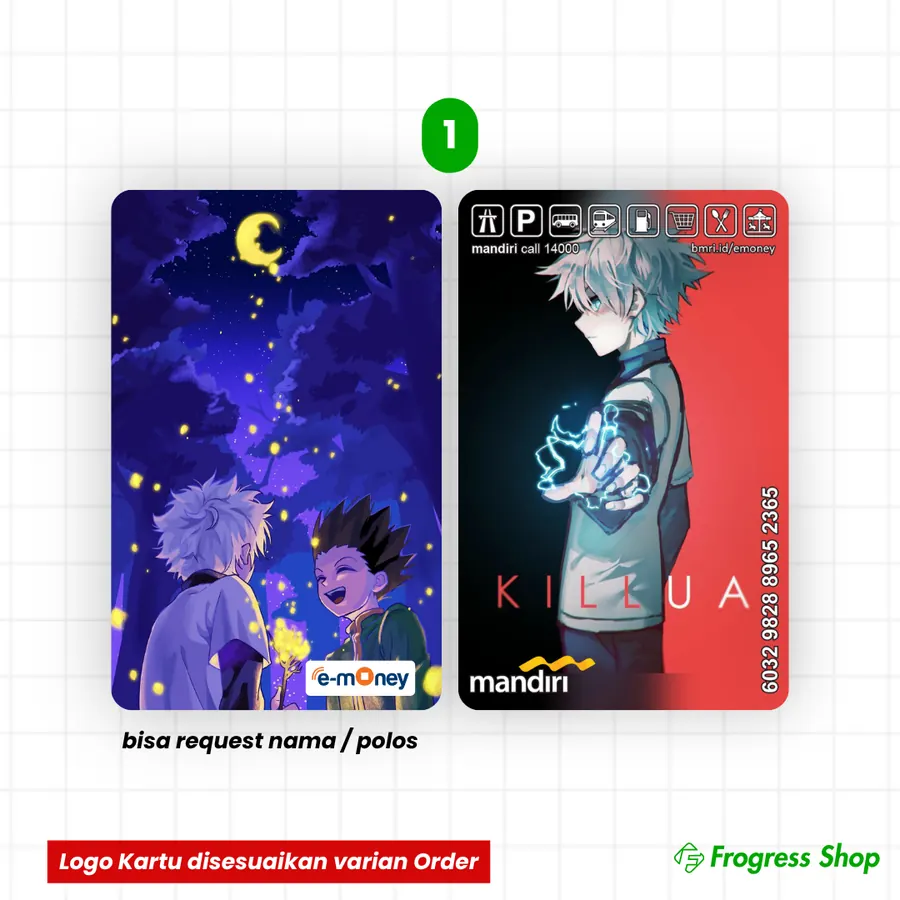 1
P
mandiri call 14000
bmri.id/emoney
KILLUA
6032 9828 8965 2365
e-money
mandiri
bisa request nama / polos
Logo Kartu disesuaikan varian Order
Frogress Shop